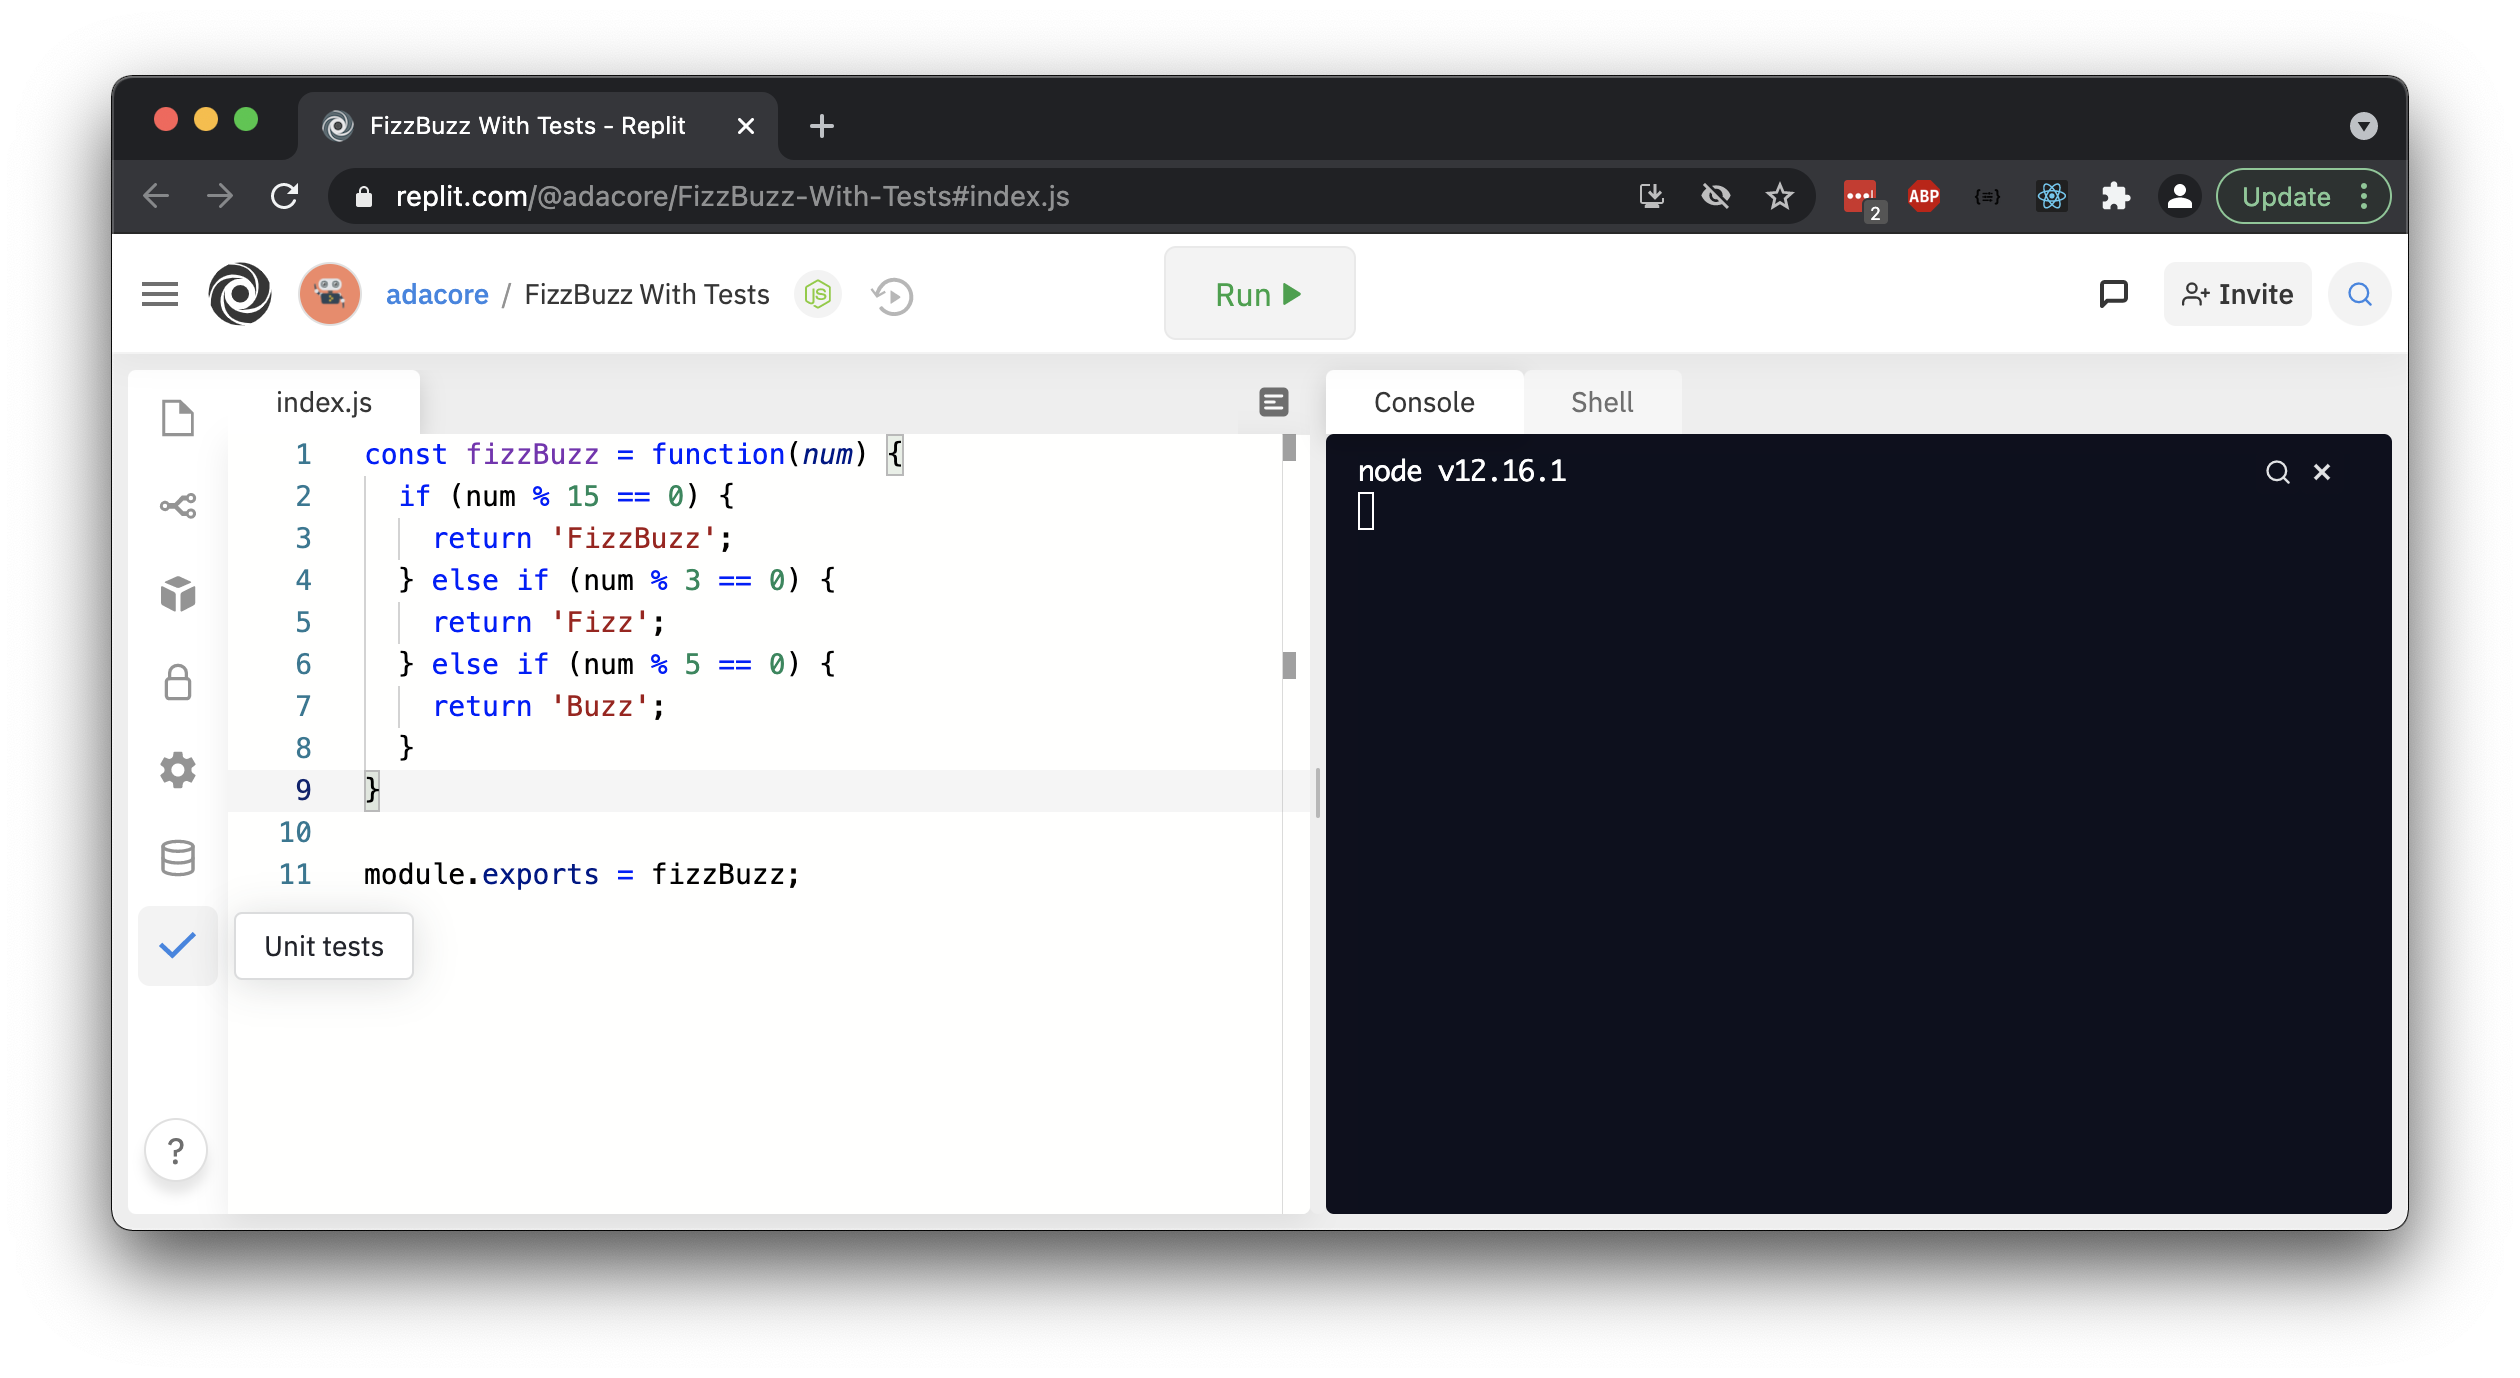 FizzBuzz With Tests - Replit
replit.com/@adacore/FizzBuzz-With-Tests#index.js
2
ABP
{≡}
Update
adacore / FizzBuzz With Tests
JS
Run
Invite
index.js
Console
Shell
1 const fizzBuzz = function(num) {
2 if (num % 15 == 0) {
3 return 'FizzBuzz';
4 } else if (num % 3 == 0) {
5 return 'Fizz';
6 } else if (num % 5 == 0) {
7 return 'Buzz';
8 }
9 }
10
11 module.exports = fizzBuzz;
node v12.16.1
Unit tests
?